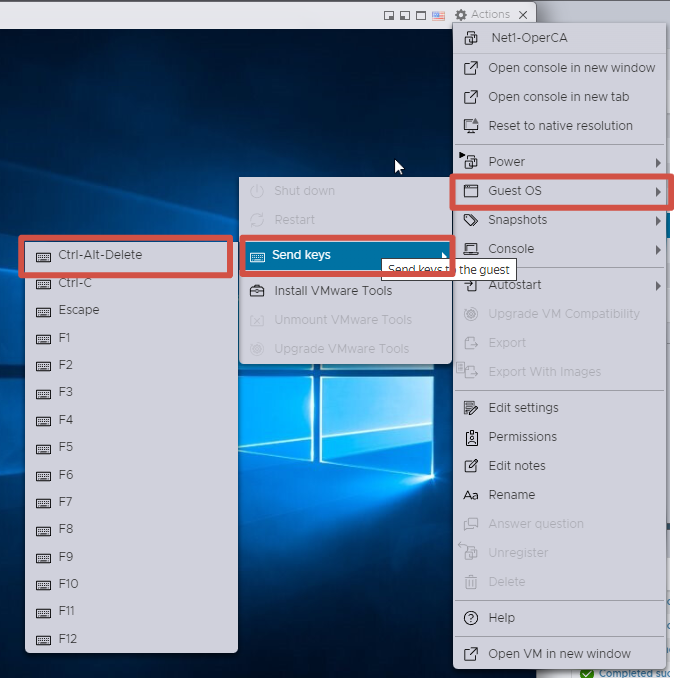 Actions
Net1-OperCA
Open console in new window
Open console in new tab
Reset to native resolution
Power
Guest OS
Snapshots
Console
Autostart
Upgrade VM Compatibility
Export
Export With Images
Edit settings
Permissions
Edit notes
Rename
Answer question
Unregister
Delete
Help
Open VM in new window
Shut down
Restart
Send keys
Send keys to the guest
Install VMware Tools
Unmount VMware Tools
Upgrade VMware Tools
Ctrl-Alt-Delete
Ctrl-C
Escape
F1
F2
F3
F4
F5
F6
F7
F8
F9
F10
F11
F12
Completed suc